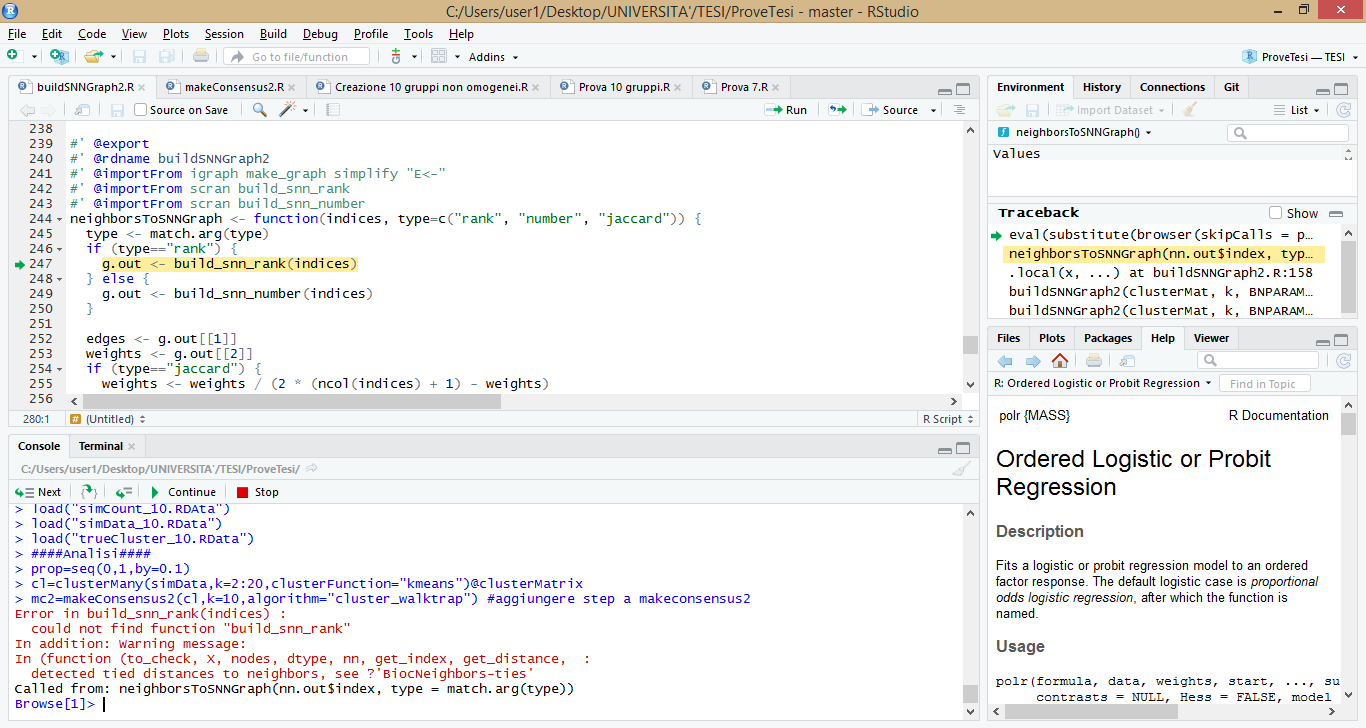 C:/Users/user1/Desktop/UNIVERSITA'/TESI/ProveTesi - master - RStudio
File Edit Code View Plots Session Build Debug Profile Tools Help
Go to file/function Addins ProveTesi — TESI
buildSNNGraph2.R makeConsensus2.R Creazione 10 gruppi non omogenei.R Prova 10 gruppi.R Prova 7.R
Source on Save Run Source
238
239 #' @export
240 #' @rdname buildSNNGraph2
241 #' @importFrom igraph make_graph simplify "E<-"
242 #' @importFrom scran build_snn_rank
243 #' @importFrom scran build_snn_number
244 neighborsToSNNGraph <- function(indices, type=c("rank", "number", "jaccard")) {
245 type <- match.arg(type)
246 if (type=="rank") {
247 g.out <- build_snn_rank(indices)
248 } else {
249 g.out <- build_snn_number(indices)
250 }
251
252 edges <- g.out[[1]]
253 weights <- g.out[[2]]
254 if (type=="jaccard") {
255 weights <- weights / (2 * (ncol(indices) + 1) - weights)
256
280:1 # (Untitled) R Script
Console Terminal
C:/Users/user1/Desktop/UNIVERSITA'/TESI/ProveTesi/
Next Continue Stop
> load("simCount_10.RData")
> load("simData_10.RData")
> load("trueCluster_10.RData")
> ####Analisi####
> prop=seq(0,1,by=0.1)
> cl=clusterMany(simData,k=2:20,clusterFunction="kmeans")@clusterMatrix
> mc2=makeConsensus2(cl,k=10,algorithm="cluster_walktrap") #aggiungere step a makeconsensus2
Error in build_snn_rank(indices) :
could not find function "build_snn_rank"
In addition: Warning message:
In (function (to_check, X, nodes, dtype, nn, get_index, get_distance, :
detected tied distances to neighbors, see ?'BiocNeighbors-ties'
Called from: neighborsToSNNGraph(nn.out$index, type = match.arg(type))
Browse[1]>
Environment History Connections Git
Import Dataset List
neighborsToSNNGraph()
Values
Traceback Show
eval(substitute(browser(skipCalls = p…
neighborsToSNNGraph(nn.out$index, typ…
.local(x, ...) at buildSNNGraph2.R:158
buildSNNGraph2(clusterMat, k, BNPARAM…
buildSNNGraph2(clusterMat, k, BNPARAM…
Files Plots Packages Help Viewer
R: Ordered Logistic or Probit Regression Find in Topic
polr {MASS} R Documentation
Ordered Logistic or Probit
Regression
Description
Fits a logistic or probit regression model to an ordered
factor response. The default logistic case is proportional
odds logistic regression, after which the function is
named.
Usage
polr(formula, data, weights, start, ..., su
contrasts = NULL, Hess = FALSE, model